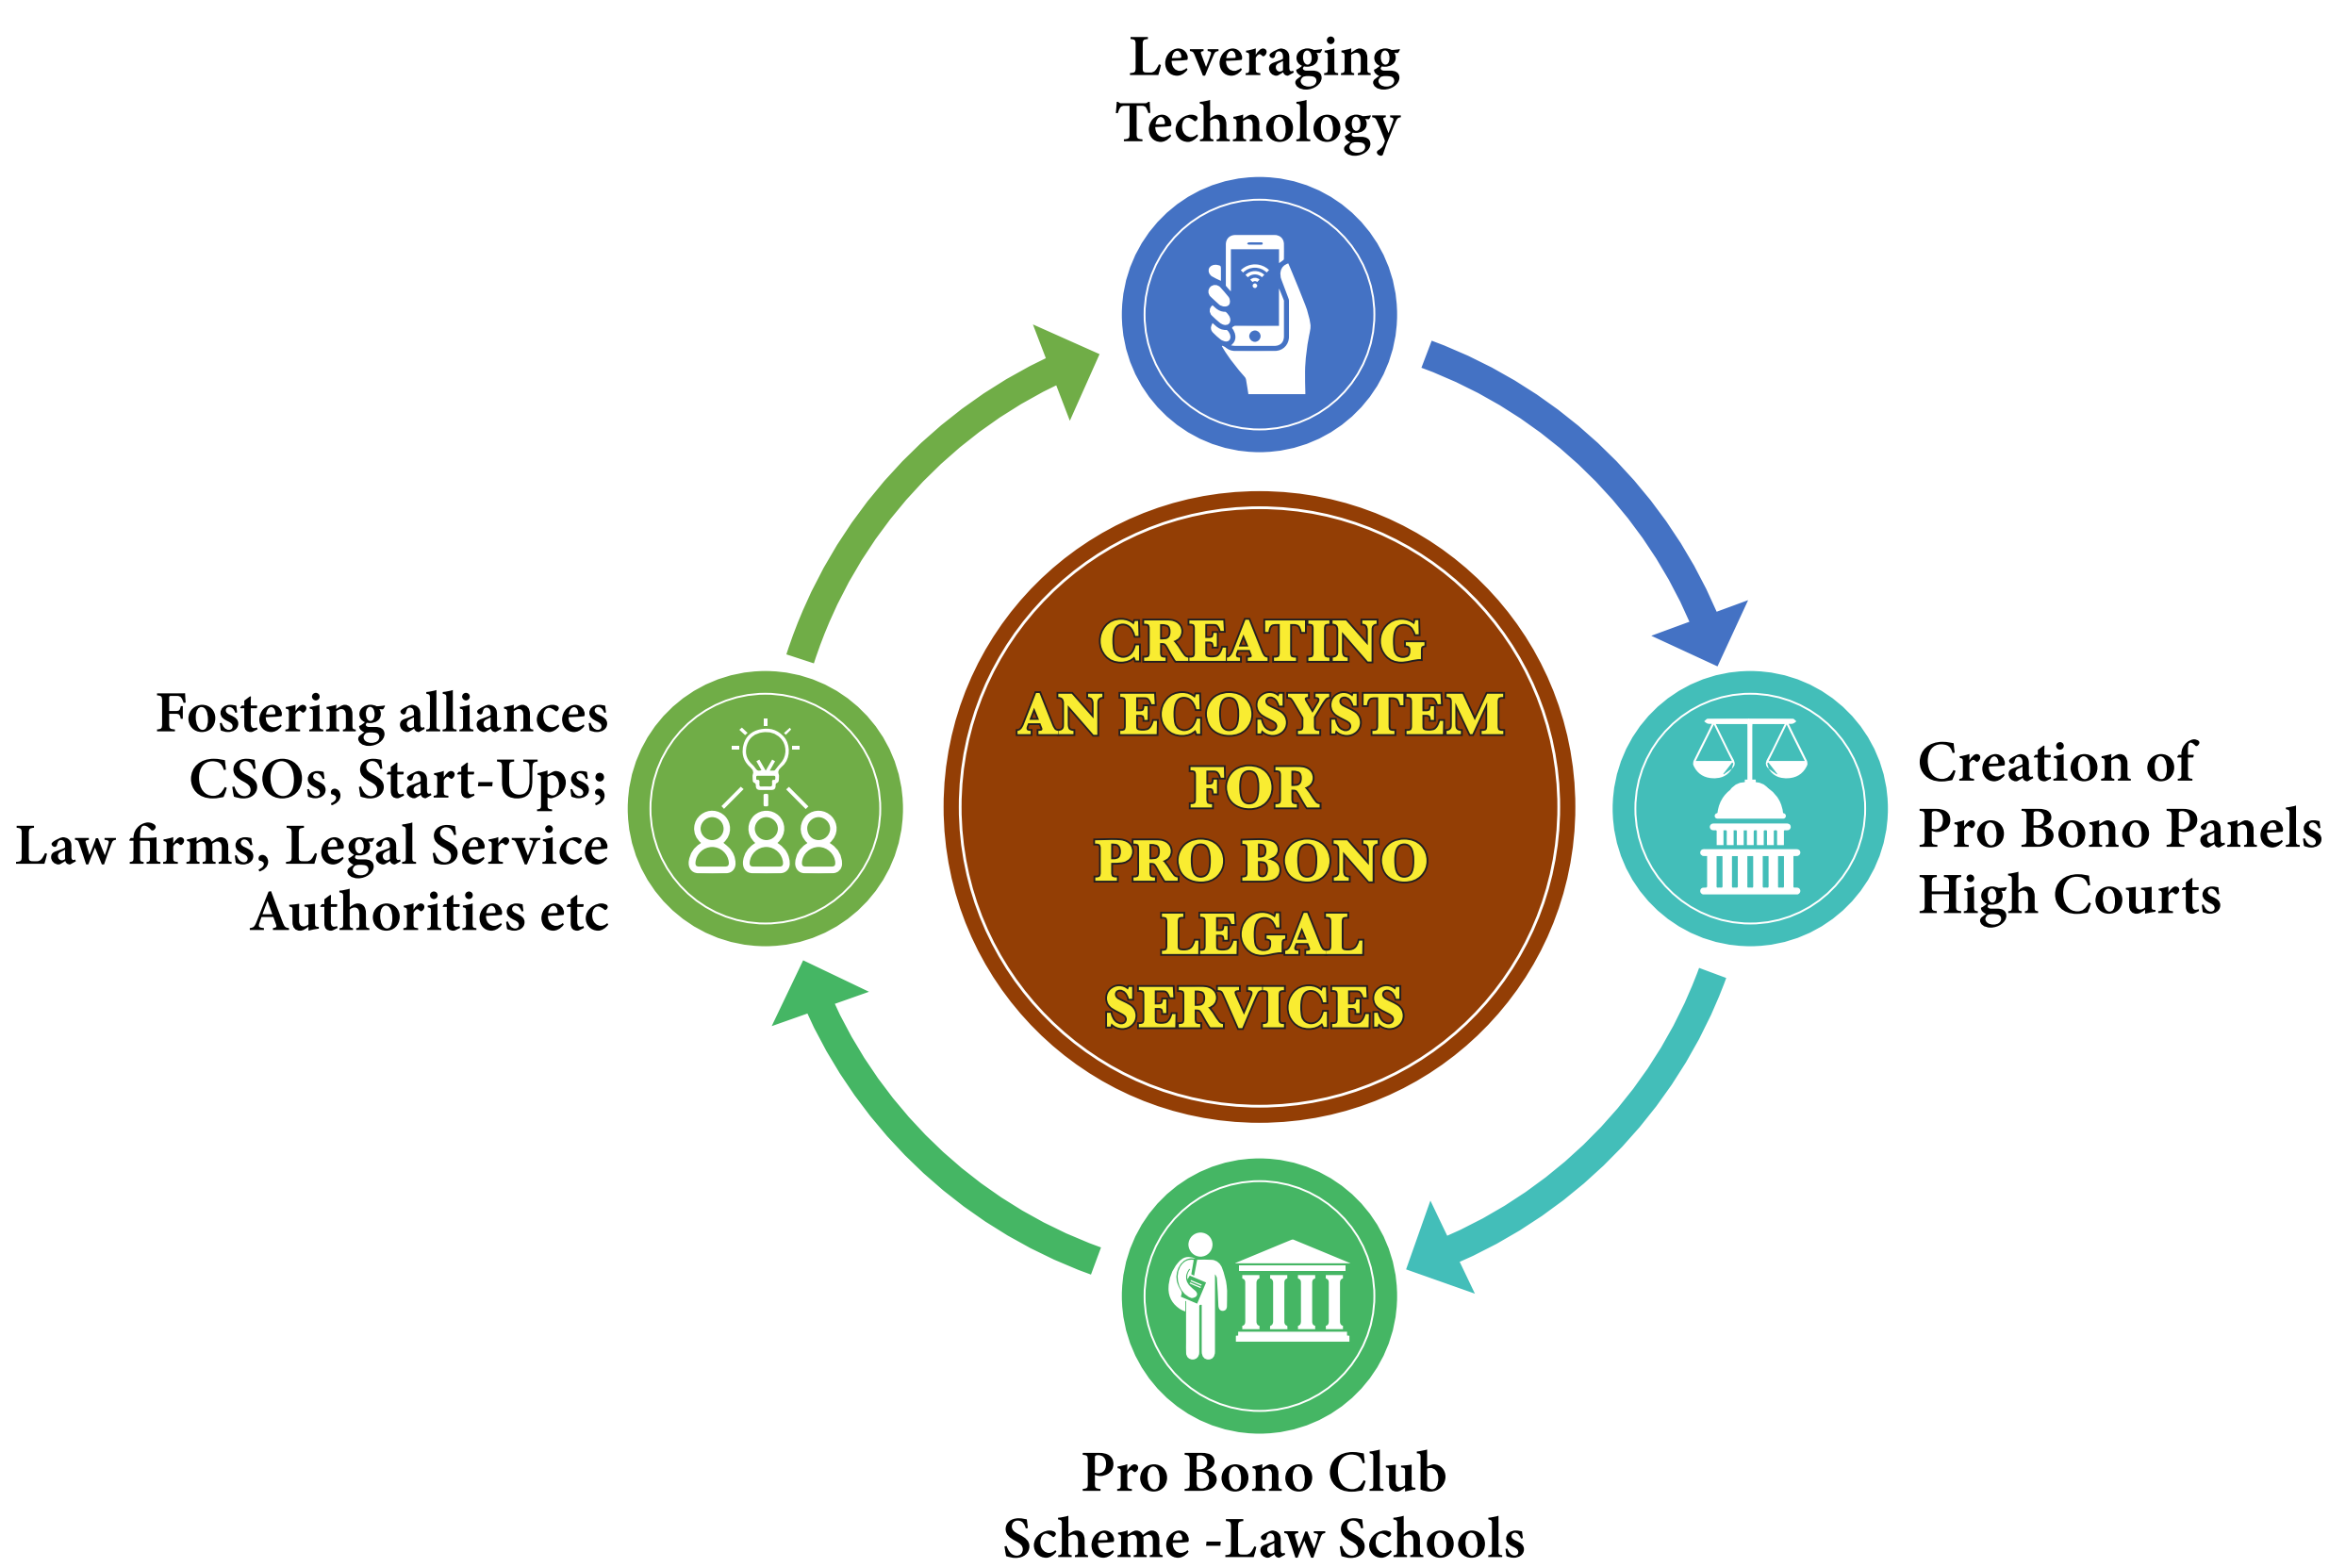 Leveraging
Technology
CREATING
AN ECOSYSTEM
FOR
PRO BONO
LEGAL
SERVICES
Creation of
Pro Bono Panels
High Courts
Pro Bono Club
Scheme -Law Schools
Fostering alliances
CSOs, Start-Ups,
Law firms, Legal Sevice
Authorities, etc